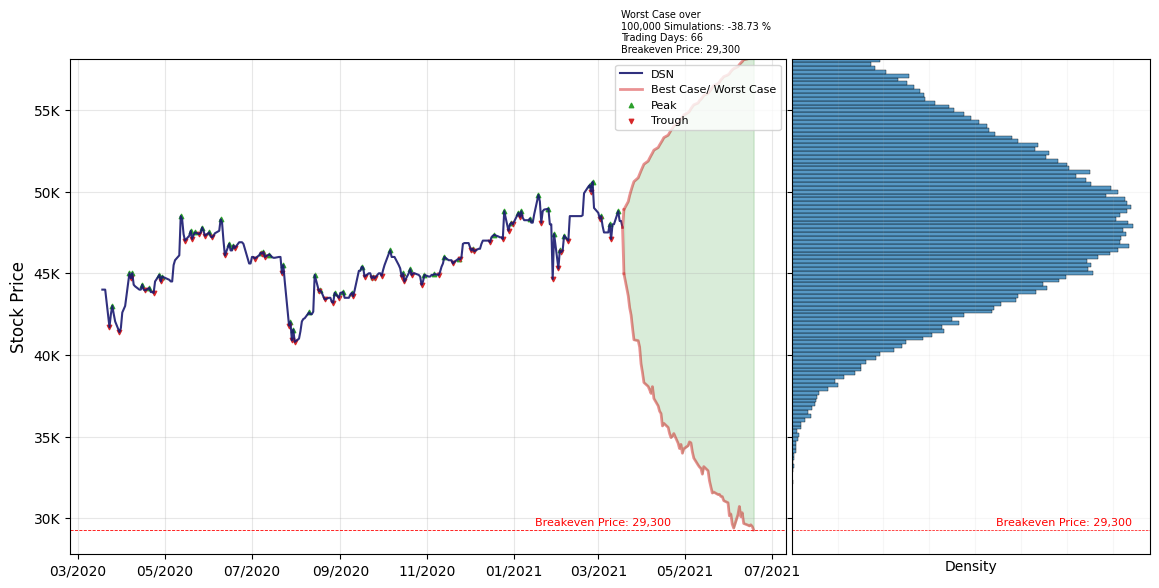 Worst Case over
100,000 Simulations: -38.73 %
Trading Days: 66
Breakeven Price: 29,300
DSN
Best Case/ Worst Case
Peak
Trough
Stock Price
55K
50K
45K
40K
35K
30K
Breakeven Price: 29,300
Breakeven Price: 29,300
03/2020
05/2020
07/2020
09/2020
11/2020
01/2021
03/2021
05/2021
07/2021
Density